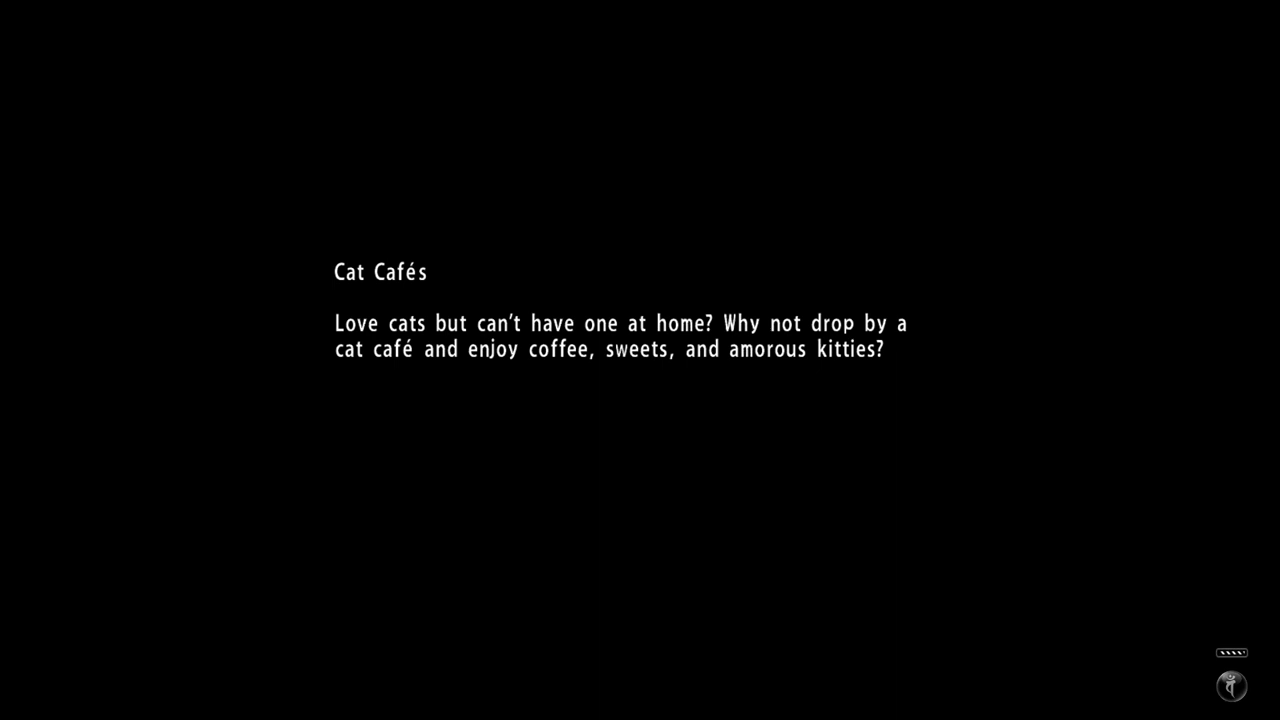 Cat Cafés
Love cats but can't have one at home? Why not drop by a
cat café and enjoy coffee, sweets, and amorous kitties?